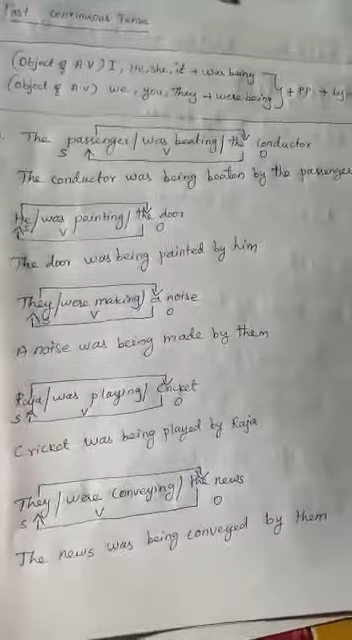 Past continuous Tense
(Object of A.V) I, He, she, it → was being
(Object of A.V) we, you, they → were being } + PP + by
The passenger / was beating / the conductor
S V O
The conductor was being beaten by the passenger
He / was painting / the door
S V O
The door was being painted by him
They / were making / a noise
S V O
A noise was being made by them
Raja / was playing / cricket
S V O
Cricket was being played by Raja
They / were conveying / the news
S V O
The news was being conveyed by them